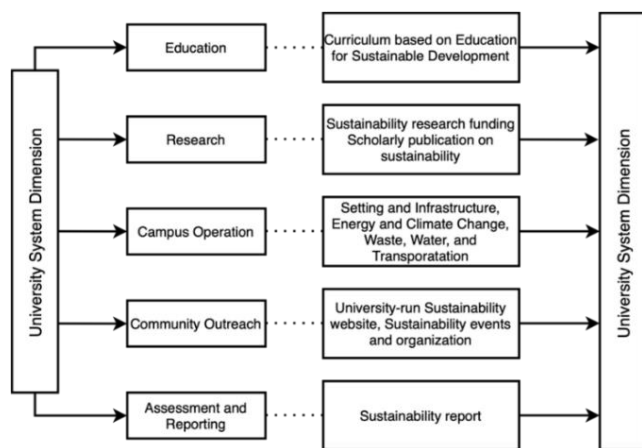 University System Dimension
Education
Curriculum based on Education
for Sustainable Development
Research
Sustainability research funding
Scholarly publication on
sustainability
Campus Operation
Setting and Infrastructure,
Energy and Climate Change,
Waste, Water, and
Transporatation
Community Outreach
University-run Sustainability
website, Sustainability events
and organization
Assessment and
Reporting
Sustainability report
University System Dimension